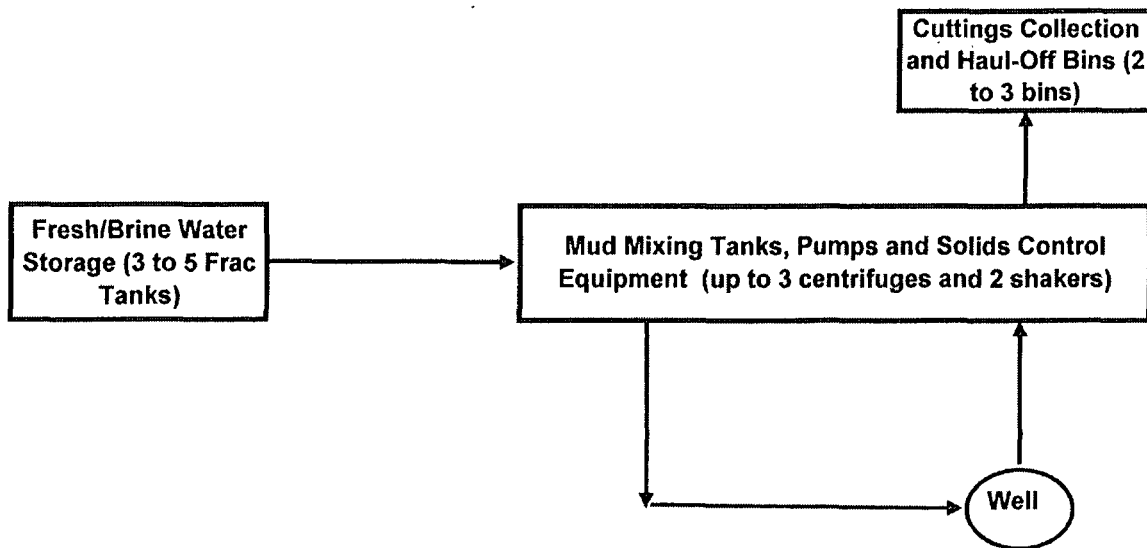 Cuttings Collection
and Haul-Off Bins (2
to 3 bins)
Fresh/Brine Water
Storage (3 to 5 Frac
Tanks)
Mud Mixing Tanks, Pumps and Solids Control
Equipment (up to 3 centrifuges and 2 shakers)
Well